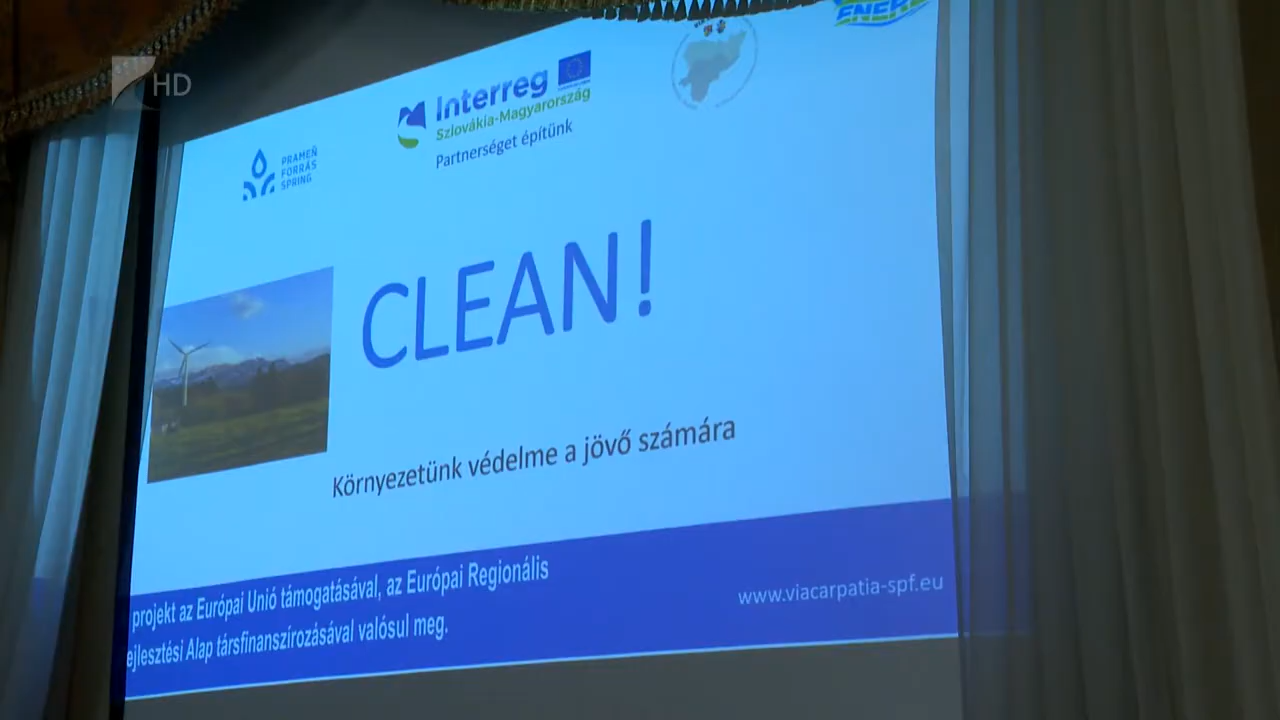 HD
ENERG
Interreg
Szlovákia-Magyarország
Partnerséget építünk
PRAMEŇ
FORRÁS
SPRING
CLEAN!
Környezetünk védelme a jövő számára
projekt az Európai Unió támogatásával, az Európai Regionális
ejlesztési Alap társfinanszírozásával valósul meg.
www.viacarpatia-spf.eu